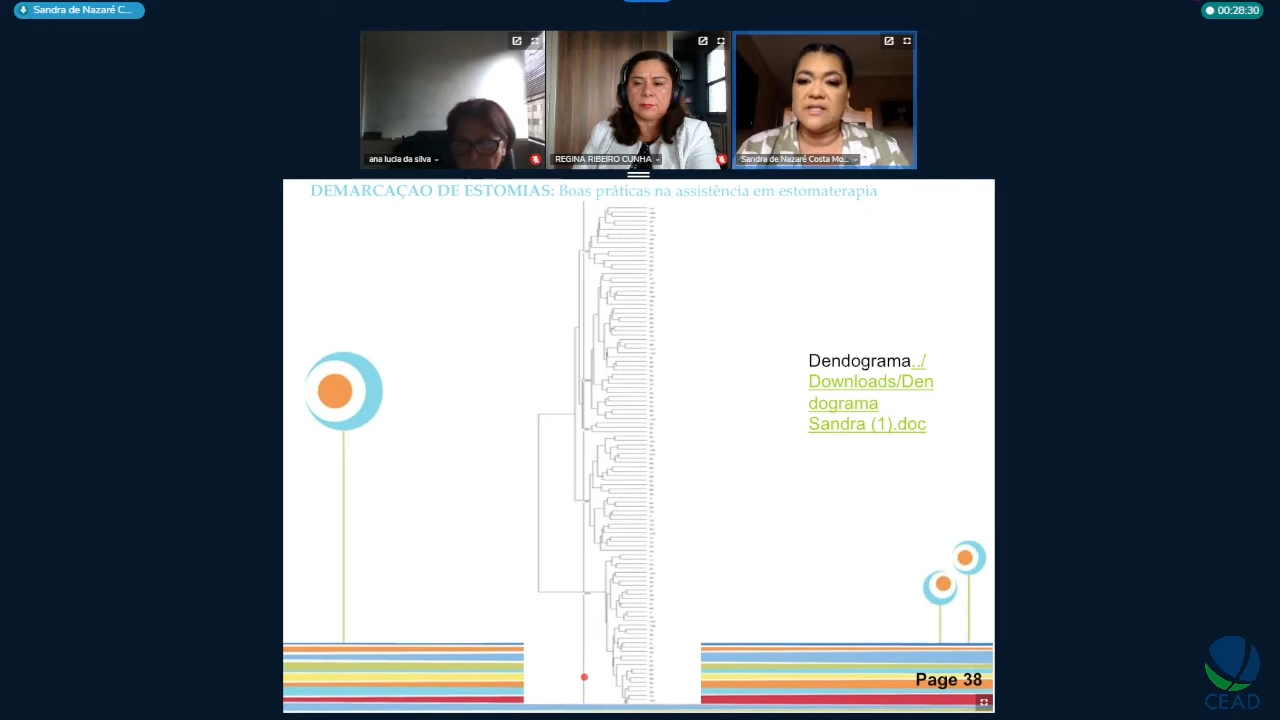 Sandra de Nazaré C...
00:28:30
ana lucia da silva
REGINA RIBEIRO CUNHA
Sandra de Nazaré Costa Mo...
DEMARCAÇAO DE ESTOMIAS: Boas práticas na assistência em estomaterapia
Dendograma../
Downloads/Den
dograma
Sandra (1).doc
Page 38
CEAD